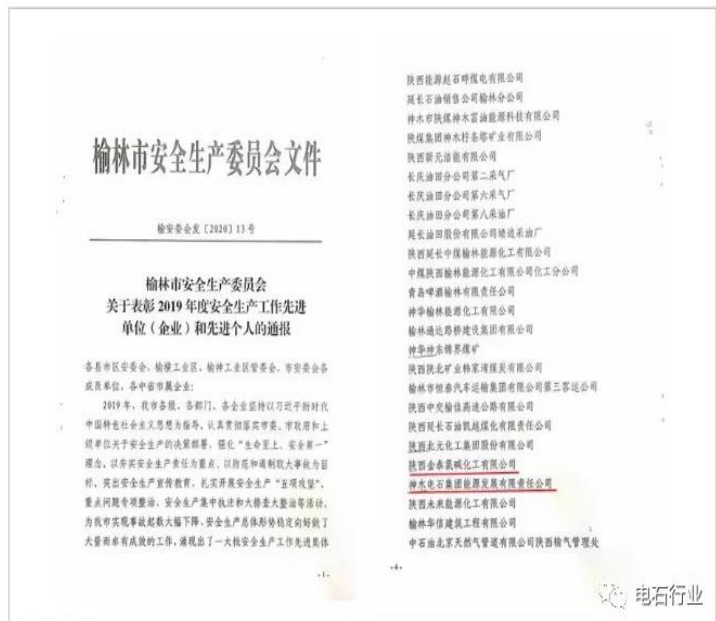 榆林市安全生产委员会文件
榆安委会发〔2020〕13号
榆林市安全生产委员会
关于表彰2019年度安全生产工作先进
单位（企业）和先进个人的通报
各县市区安委会，榆横工业区、榆神工业区管委会、市安委会各
成员单位，各中省市属企业：
2019年，我市各级、各部门、各企业坚持以习近平新时代
中国特色社会主义思想为指导，认真贯彻落实市委、市政府和上
级单位关于安全生产的决策部署，强化“生命至上、安全第一”
理念，以夯实安全生产责任为重点、以防范和遏制较大事故为目
标，突出安全生产宣传教育，扎实开展安全生产“五项攻坚”、
重点问题专项整治、安全生产集中执法和大排查大整治等活动，
为我市实现事故起数大幅下降、安全生产总体形势稳定向好做了
大量而卓有成效的工作，涌现出了一大批安全生产工作先进集体
-1-
陕西能源赵石畔煤电有限公司
延长石油销售公司榆林分公司
神木市陕煤神木富油能源科技有限公司
陕煤集团神木柠条塔矿业有限公司
陕西新元洁能有限公司
长庆油田分公司第二采气厂
长庆油田分公司第六采气厂
长庆油田分公司第八采油厂
延长油田股份有限公司靖边采油厂
陕西延长中煤榆林能源化工有限公司
中煤陕西榆林能源化工有限公司化工分公司
青岛啤酒榆林有限责任公司
神华榆林能源化工有限公司
榆林通达路桥建设集团有限公司
神华神东锦界煤矿
陕西陕北矿业韩家湾煤炭有限公司
榆林市恒泰汽车运输集团有限公司第三客运公司
陕西中交榆佳高速公路有限公司
延长石油凯越煤化有限责任公司
陕西北元化工集团股份有限公司
陕西金泰氯碱化工有限公司
神木电石集团能源发展有限责任公司
陕西未来能源化工有限公司
榆林华信建筑工程有限公司
中石油北京天然气管道有限公司陕西输气管理处
-4-
电石行业